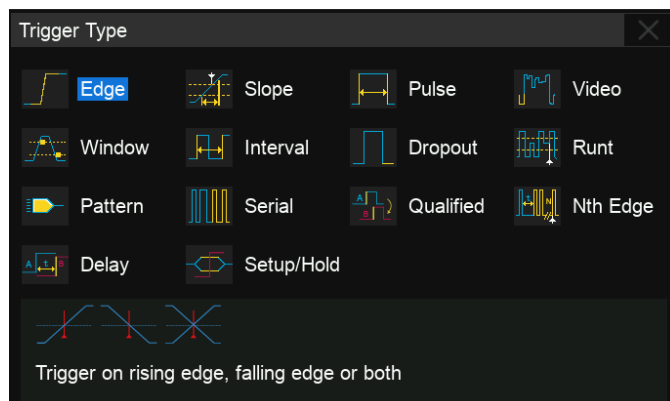 Trigger Type
Edge Slope Pulse Video
Window Interval Dropout Runt
Pattern Serial Qualified Nth Edge
Delay Setup/Hold
Trigger on rising edge, falling edge or both